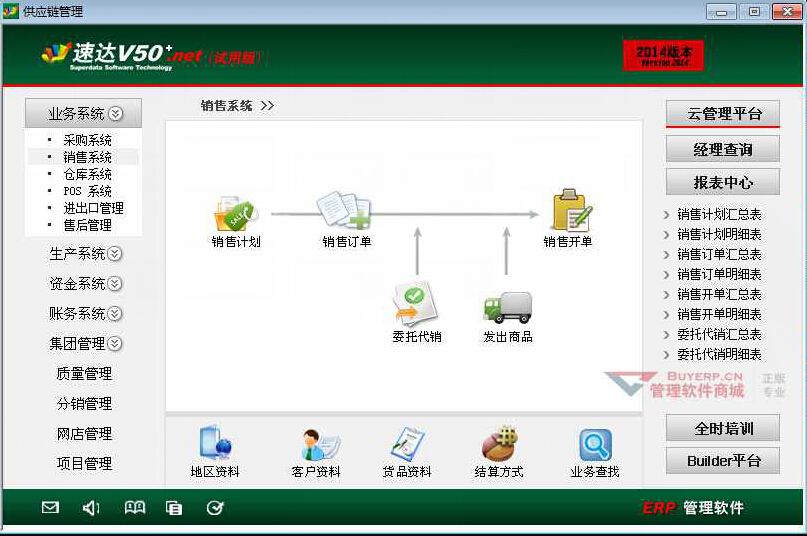 供应链管理
速达V50+.net(试用版)
Superdata Software Technology
2014版本
Version 2014
业务系统
采购系统
销售系统
仓库系统
POS 系统
进出口管理
售后管理
生产系统
资金系统
账务系统
集团管理
质量管理
分销管理
网店管理
项目管理
销售系统 >>
SALE
销售计划
销售订单
销售开单
委托代销
发出商品
地区资料
客户资料
货品资料
结算方式
业务查找
云管理平台
经理查询
报表中心
销售计划汇总表
销售计划明细表
销售订单汇总表
销售订单明细表
销售开单汇总表
销售开单明细表
委托代销汇总表
委托代销明细表
BUYERP.CN 正版
管理软件商城 专业
全时培训
Builder平台
ERP 管理软件